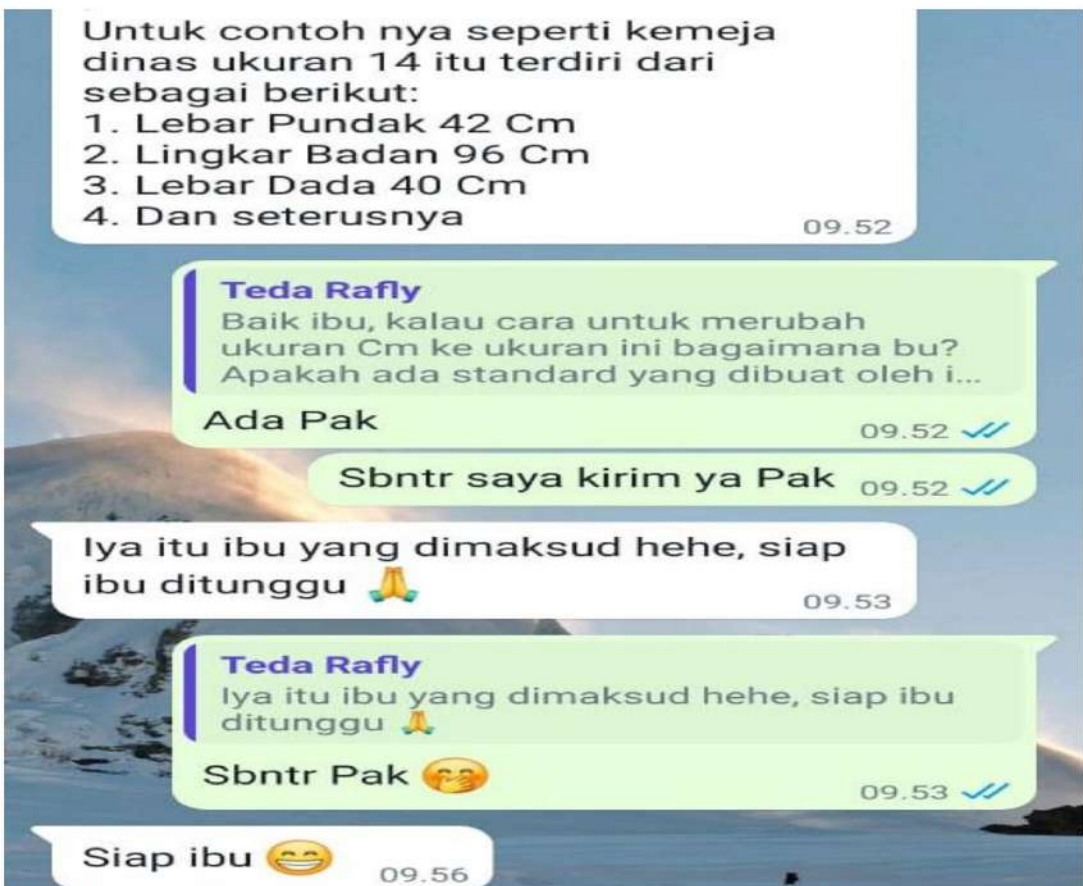 Untuk contoh nya seperti kemeja
dinas ukuran 14 itu terdiri dari
sebagai berikut:
1. Lebar Pundak 42 Cm
2. Lingkar Badan 96 Cm
3. Lebar Dada 40 Cm
4. Dan seterusnya
09.52
Teda Rafly
Baik ibu, kalau cara untuk merubah
ukuran Cm ke ukuran ini bagaimana bu?
Apakah ada standard yang dibuat oleh i...
Ada Pak
09.52
Sbntr saya kirim ya Pak 09.52
Iya itu ibu yang dimaksud hehe, siap
ibu ditunggu 🙏
09.53
Teda Rafly
Iya itu ibu yang dimaksud hehe, siap ibu
ditunggu 🙏
Sbntr Pak 🤭
09.53
Siap ibu 😁 09.56